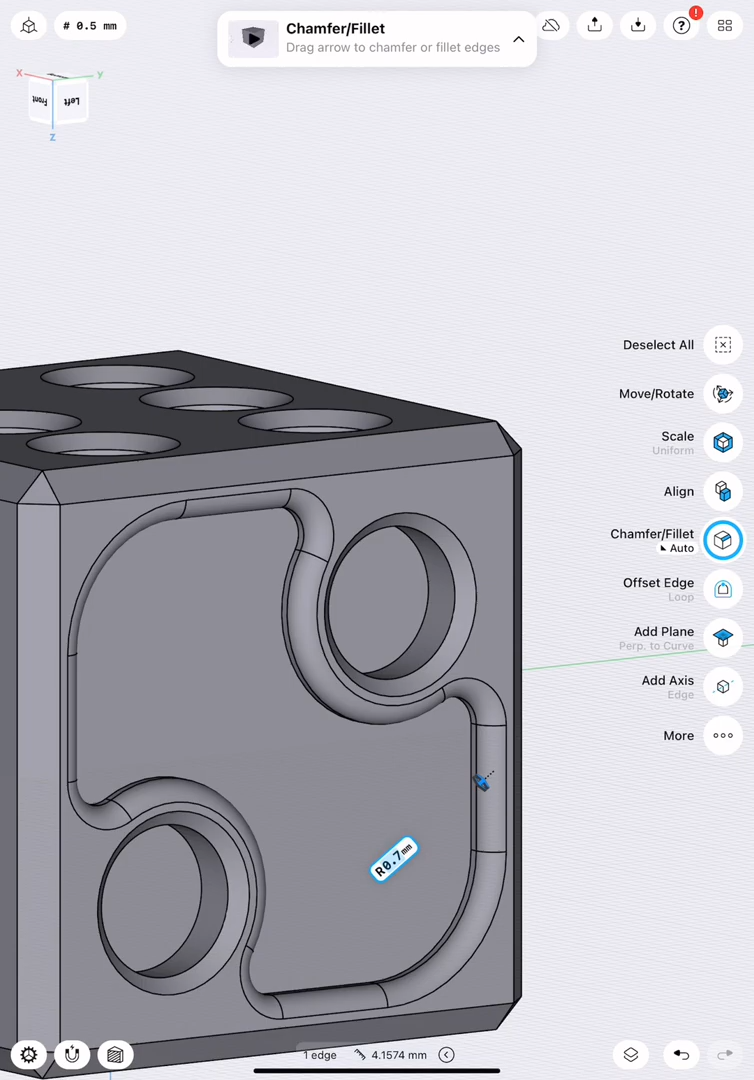 # 0.5 mm
Chamfer/Fillet
Drag arrow to chamfer or fillet edges
?
!
X
Y
Front
Left
Z
Deselect All
Move/Rotate
Scale
Uniform
Align
Chamfer/Fillet
Auto
Offset Edge
Loop
Add Plane
Perp. to Curve
Add Axis
Edge
More
R0.7mm
1 edge
4.1574 mm